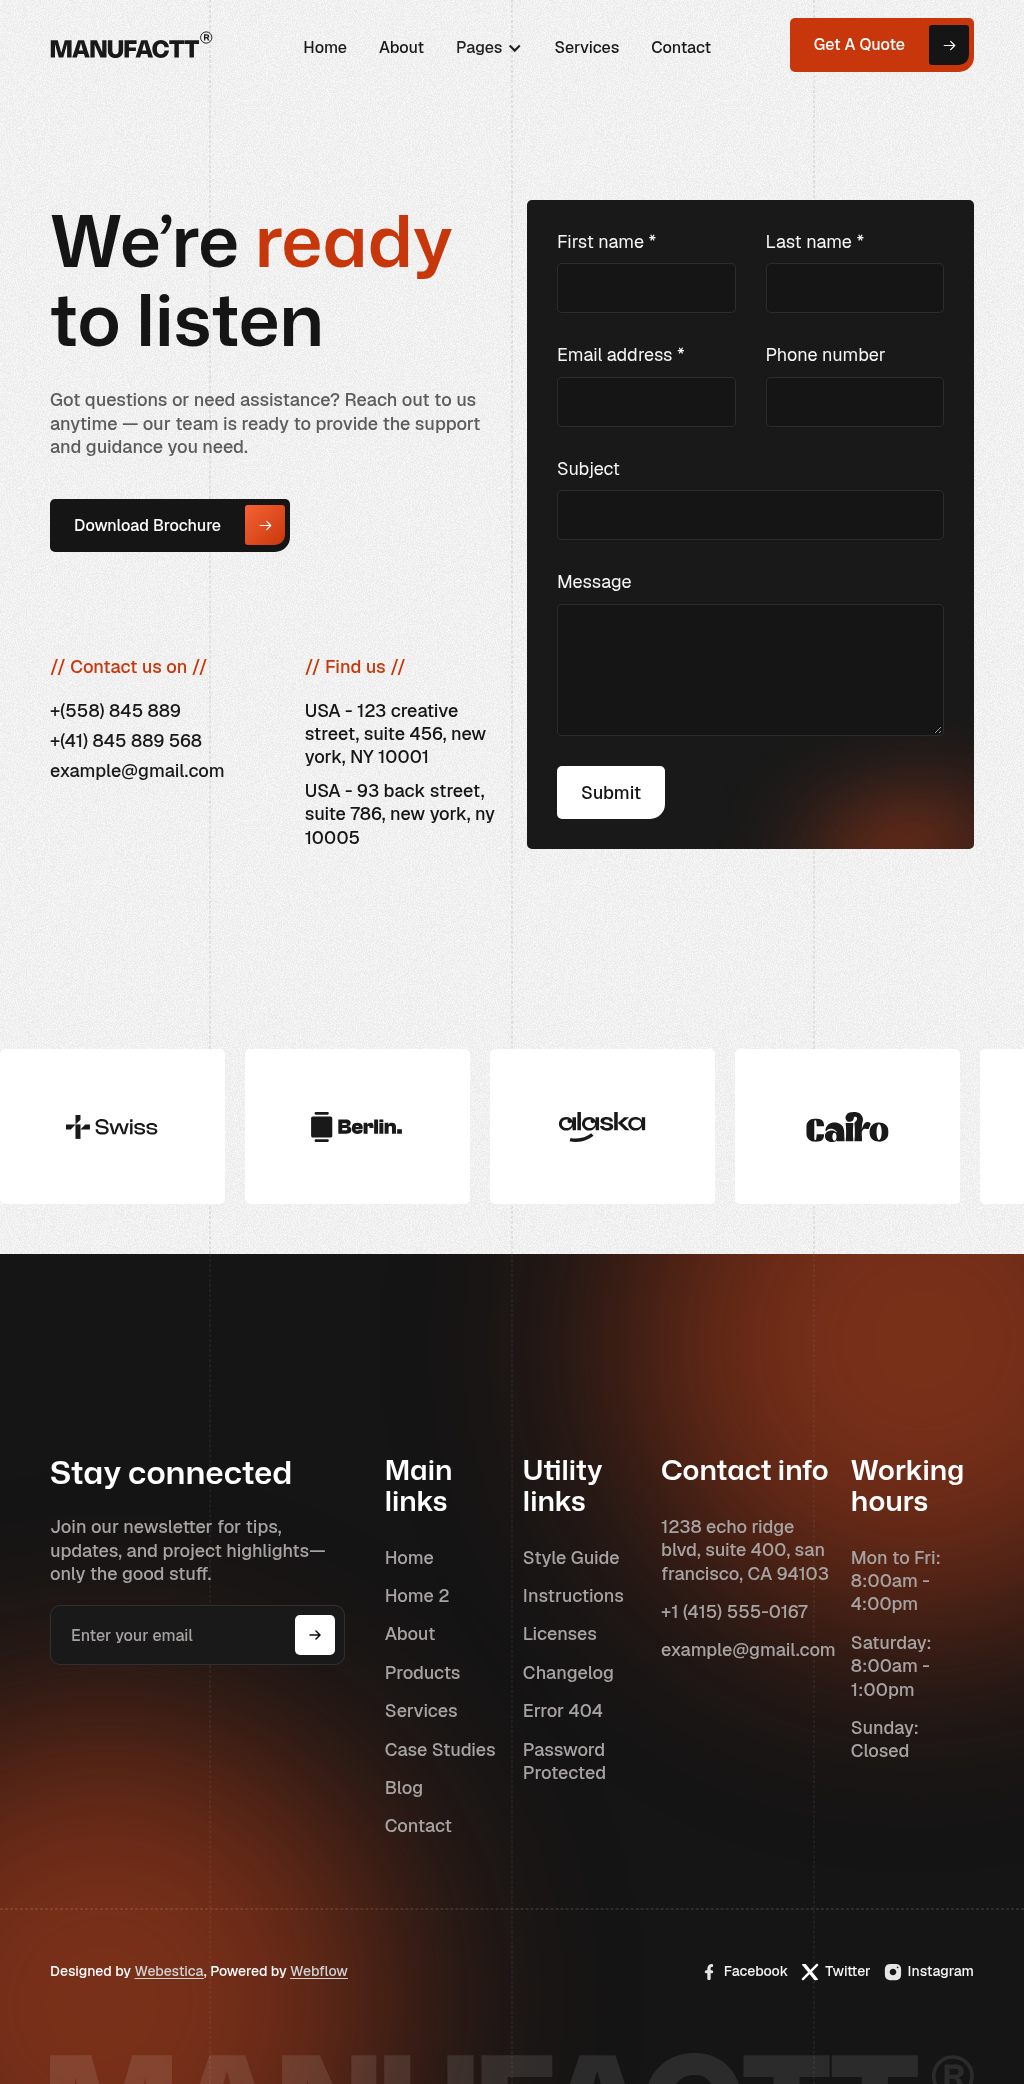 MANUFACTT®
Home
About
Pages
Services
Contact
Get A Quote
We’re ready
to listen
Got questions or need assistance? Reach out to us
anytime — our team is ready to provide the support
and guidance you need.
Download Brochure
// Contact us on //
+(558) 845 889
+(41) 845 889 568
example@gmail.com
// Find us //
USA - 123 creative
street, suite 456, new
york, NY 10001
USA - 93 back street,
suite 786, new york, ny
10005
First name *
Last name *
Email address *
Phone number
Subject
Message
Submit
Swiss
Berlin.
alaska
cairo
Stay connected
Join our newsletter for tips,
updates, and project highlights—
only the good stuff.
Enter your email
Main
links
Home
Home 2
About
Products
Services
Case Studies
Blog
Contact
Utility
links
Style Guide
Instructions
Licenses
Changelog
Error 404
Password
Protected
Contact info
1238 echo ridge
blvd, suite 400, san
francisco, CA 94103
+1 (415) 555-0167
example@gmail.com
Working
hours
Mon to Fri:
8:00am -
4:00pm
Saturday:
8:00am -
1:00pm
Sunday:
Closed
Designed by Webestica, Powered by Webflow
Facebook
Twitter
Instagram
MANUFACTT®